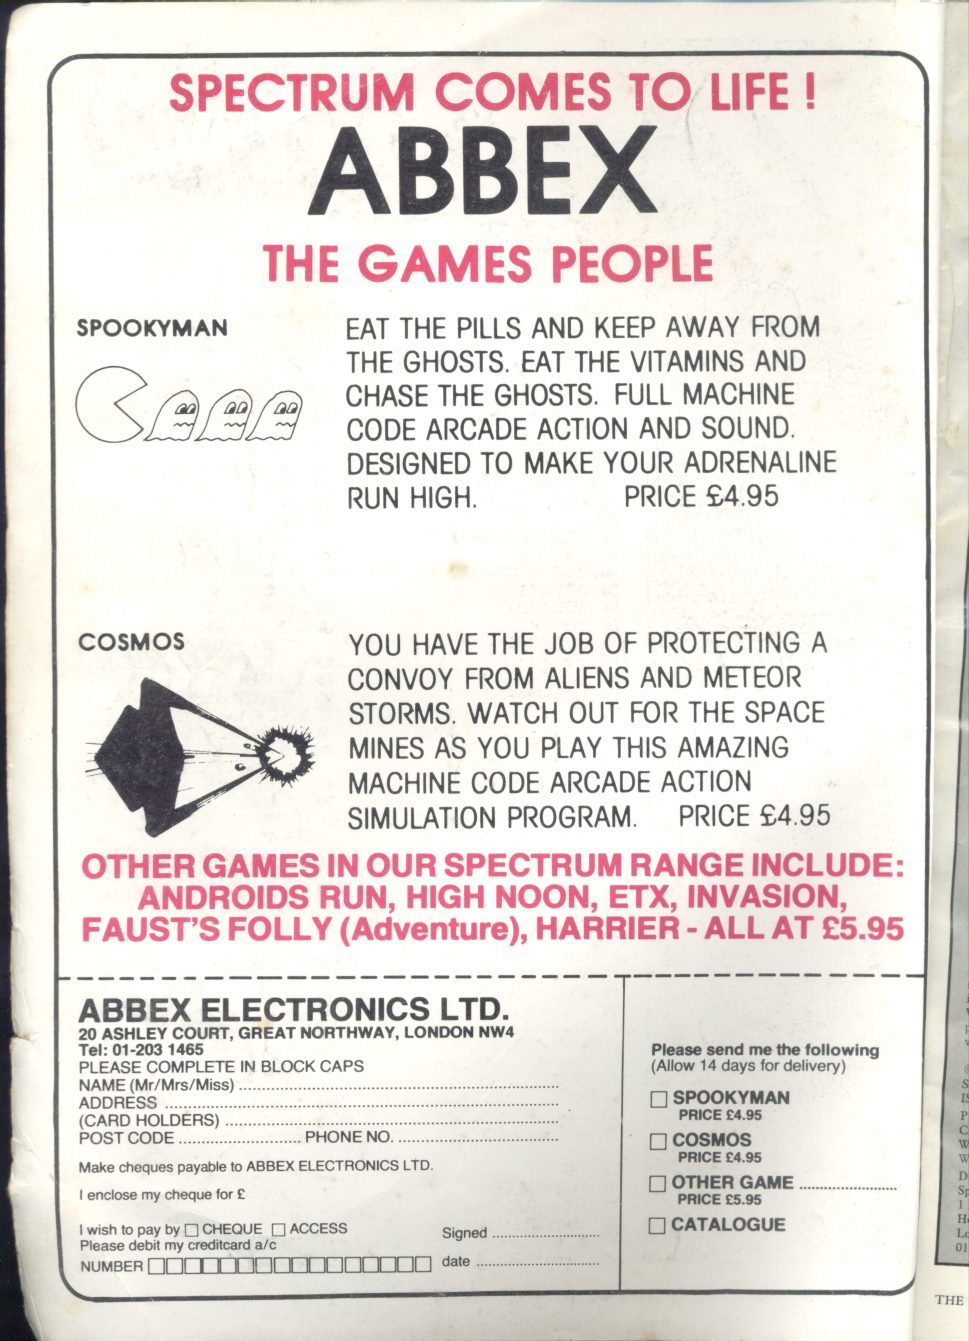 SPECTRUM COMES TO LIFE !
ABBEX
THE GAMES PEOPLE
SPOOKYMAN
EAT THE PILLS AND KEEP AWAY FROM
THE GHOSTS. EAT THE VITAMINS AND
CHASE THE GHOSTS. FULL MACHINE
CODE ARCADE ACTION AND SOUND.
DESIGNED TO MAKE YOUR ADRENALINE
RUN HIGH. PRICE £4.95
COSMOS
YOU HAVE THE JOB OF PROTECTING A
CONVOY FROM ALIENS AND METEOR
STORMS. WATCH OUT FOR THE SPACE
MINES AS YOU PLAY THIS AMAZING
MACHINE CODE ARCADE ACTION
SIMULATION PROGRAM. PRICE £4.95
OTHER GAMES IN OUR SPECTRUM RANGE INCLUDE:
ANDROIDS RUN, HIGH NOON, ETX, INVASION,
FAUST'S FOLLY (Adventure), HARRIER - ALL AT £5.95
ABBEX ELECTRONICS LTD.
20 ASHLEY COURT, GREAT NORTHWAY, LONDON NW4
Tel: 01-203 1465
PLEASE COMPLETE IN BLOCK CAPS
NAME (Mr/Mrs/Miss)
ADDRESS
(CARD HOLDERS)
POST CODE PHONE NO.
Make cheques payable to ABBEX ELECTRONICS LTD.
I enclose my cheque for £
I wish to pay by CHEQUE ACCESS
Please debit my creditcard a/c
NUMBER
Signed
date
Please send me the following
(Allow 14 days for delivery)
SPOOKYMAN
PRICE £4.95
COSMOS
PRICE £4.95
OTHER GAME
PRICE £5.95
CATALOGUE
THE